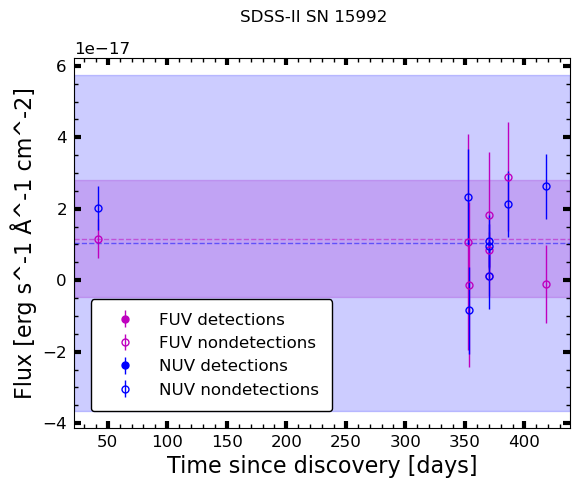 SDSS-II SN 15992
1e−17
6
4
2
0
−2
−4
Flux [erg s^-1 Å^-1 cm^-2]
FUV detections
FUV nondetections
NUV detections
NUV nondetections
50 100 150 200 250 300 350 400
Time since discovery [days]